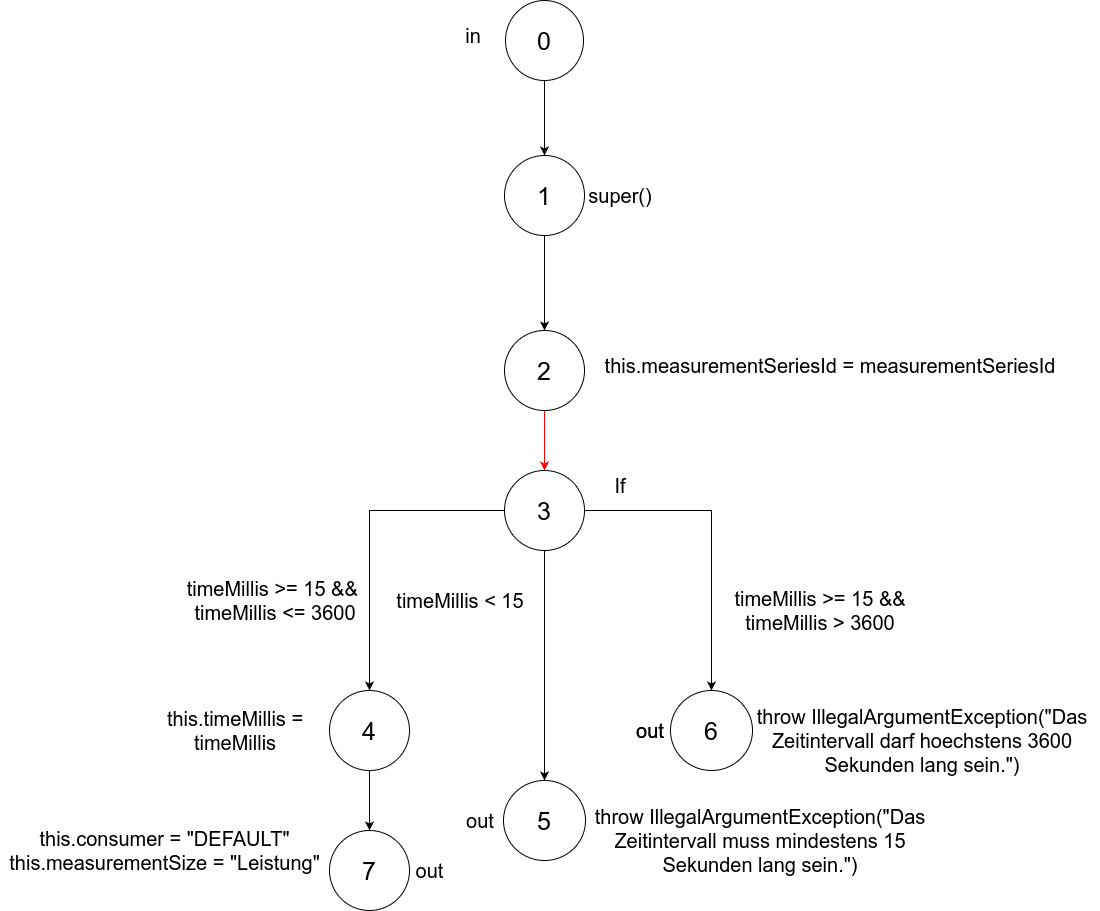 in
0
1
super()
2
this.measurementSeriesId = measurementSeriesId
If
3
timeMillis >= 15 &&
timeMillis <= 3600
timeMillis < 15
timeMillis >= 15 &&
timeMillis > 3600
this.timeMillis =
timeMillis
4
out
6
throw IllegalArgumentException("Das
Zeitintervall darf hoechstens 3600
Sekunden lang sein.")
out
5
throw IllegalArgumentException("Das
Zeitintervall muss mindestens 15
Sekunden lang sein.")
this.consumer = "DEFAULT"
this.measurementSize = "Leistung"
7
out